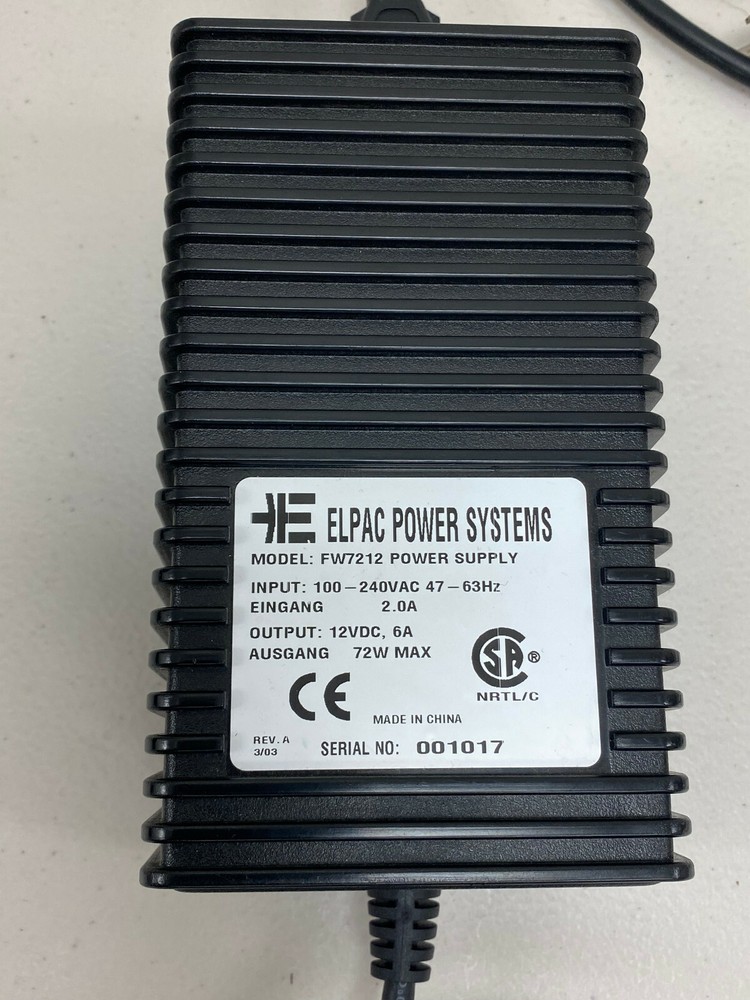 ELPAC POWER SYSTEMS
MODEL: FW7212 POWER SUPPLY
INPUT: 100-240VAC 47-63Hz
EINGANG 2.0A
OUTPUT: 12VDC, 6A
AUSGANG 72W MAX
CE
SA ®
NRTL/C
MADE IN CHINA
REV. A
3/03
SERIAL NO: 001017